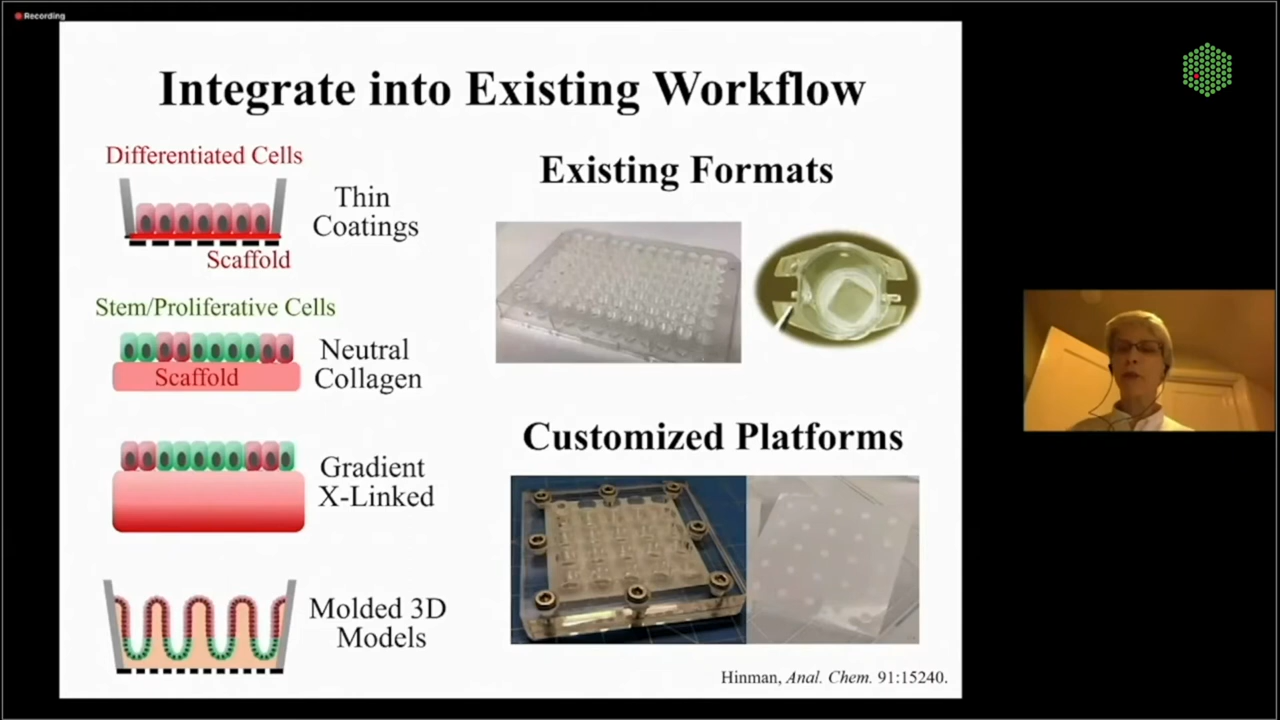 Recording
Integrate into Existing Workflow
Differentiated Cells
Thin
Coatings
Scaffold
Stem/Proliferative Cells
Neutral
Collagen
Scaffold
Gradient
X-Linked
Molded 3D
Models
Existing Formats
Customized Platforms
Hinman, Anal. Chem. 91:15240.